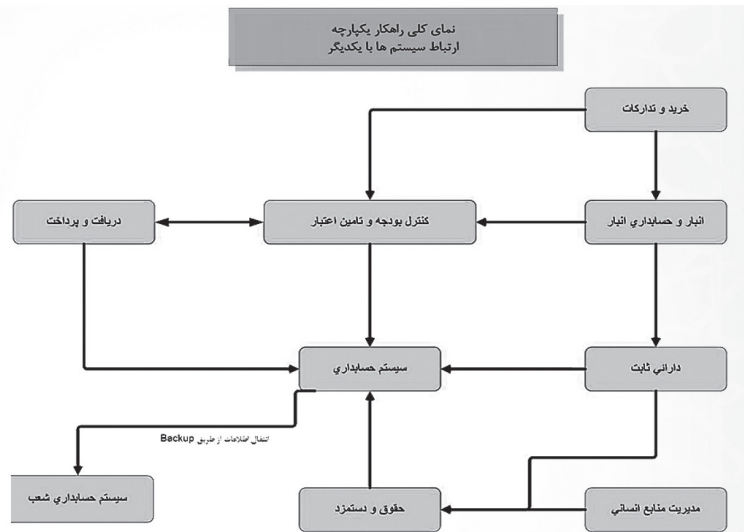 نمای کلی راهکار یکپارچه
ارتباط سیستم ها با یکدیگر
خرید و تدارکات
دریافت و پرداخت
کنترل بودجه و تامین اعتبار
انبار و حسابداري انبار
سیستم حسابداري
دارائي ثابت
انتقال اطلاعات از طریق Backup
سیستم حسابداري شعب
حقوق و دستمزد
مدیریت منابع انساني